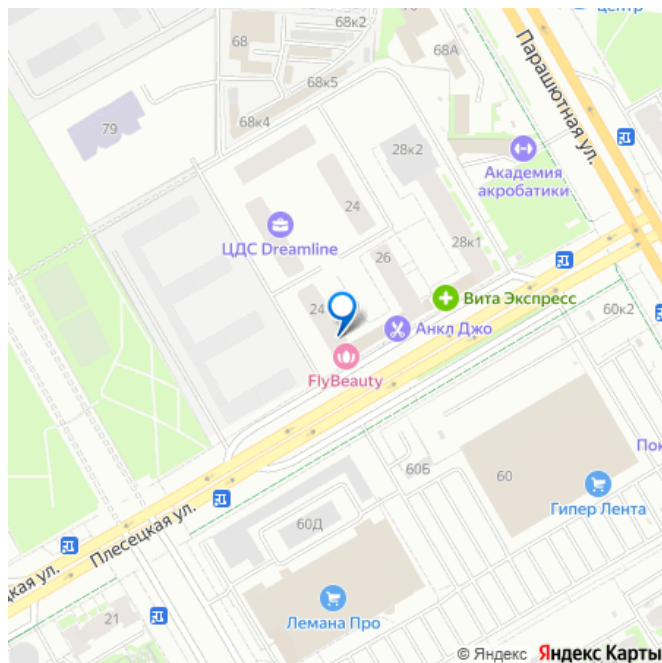 68к2
центр
68
68А
Парашютная ул.
68к5
68к4
79
28к2
Академия
акробатики
24
ЦДС Dreamline
28к1
26
Вита Экспресс
24
60к2
Анкл Джо
FlyBeauty
60Б
60
Пок
Гипер Лента
Плесецкая ул.
60Д
цкая ул.
21
Лемана Про
© Яндекс Яндекс Карты